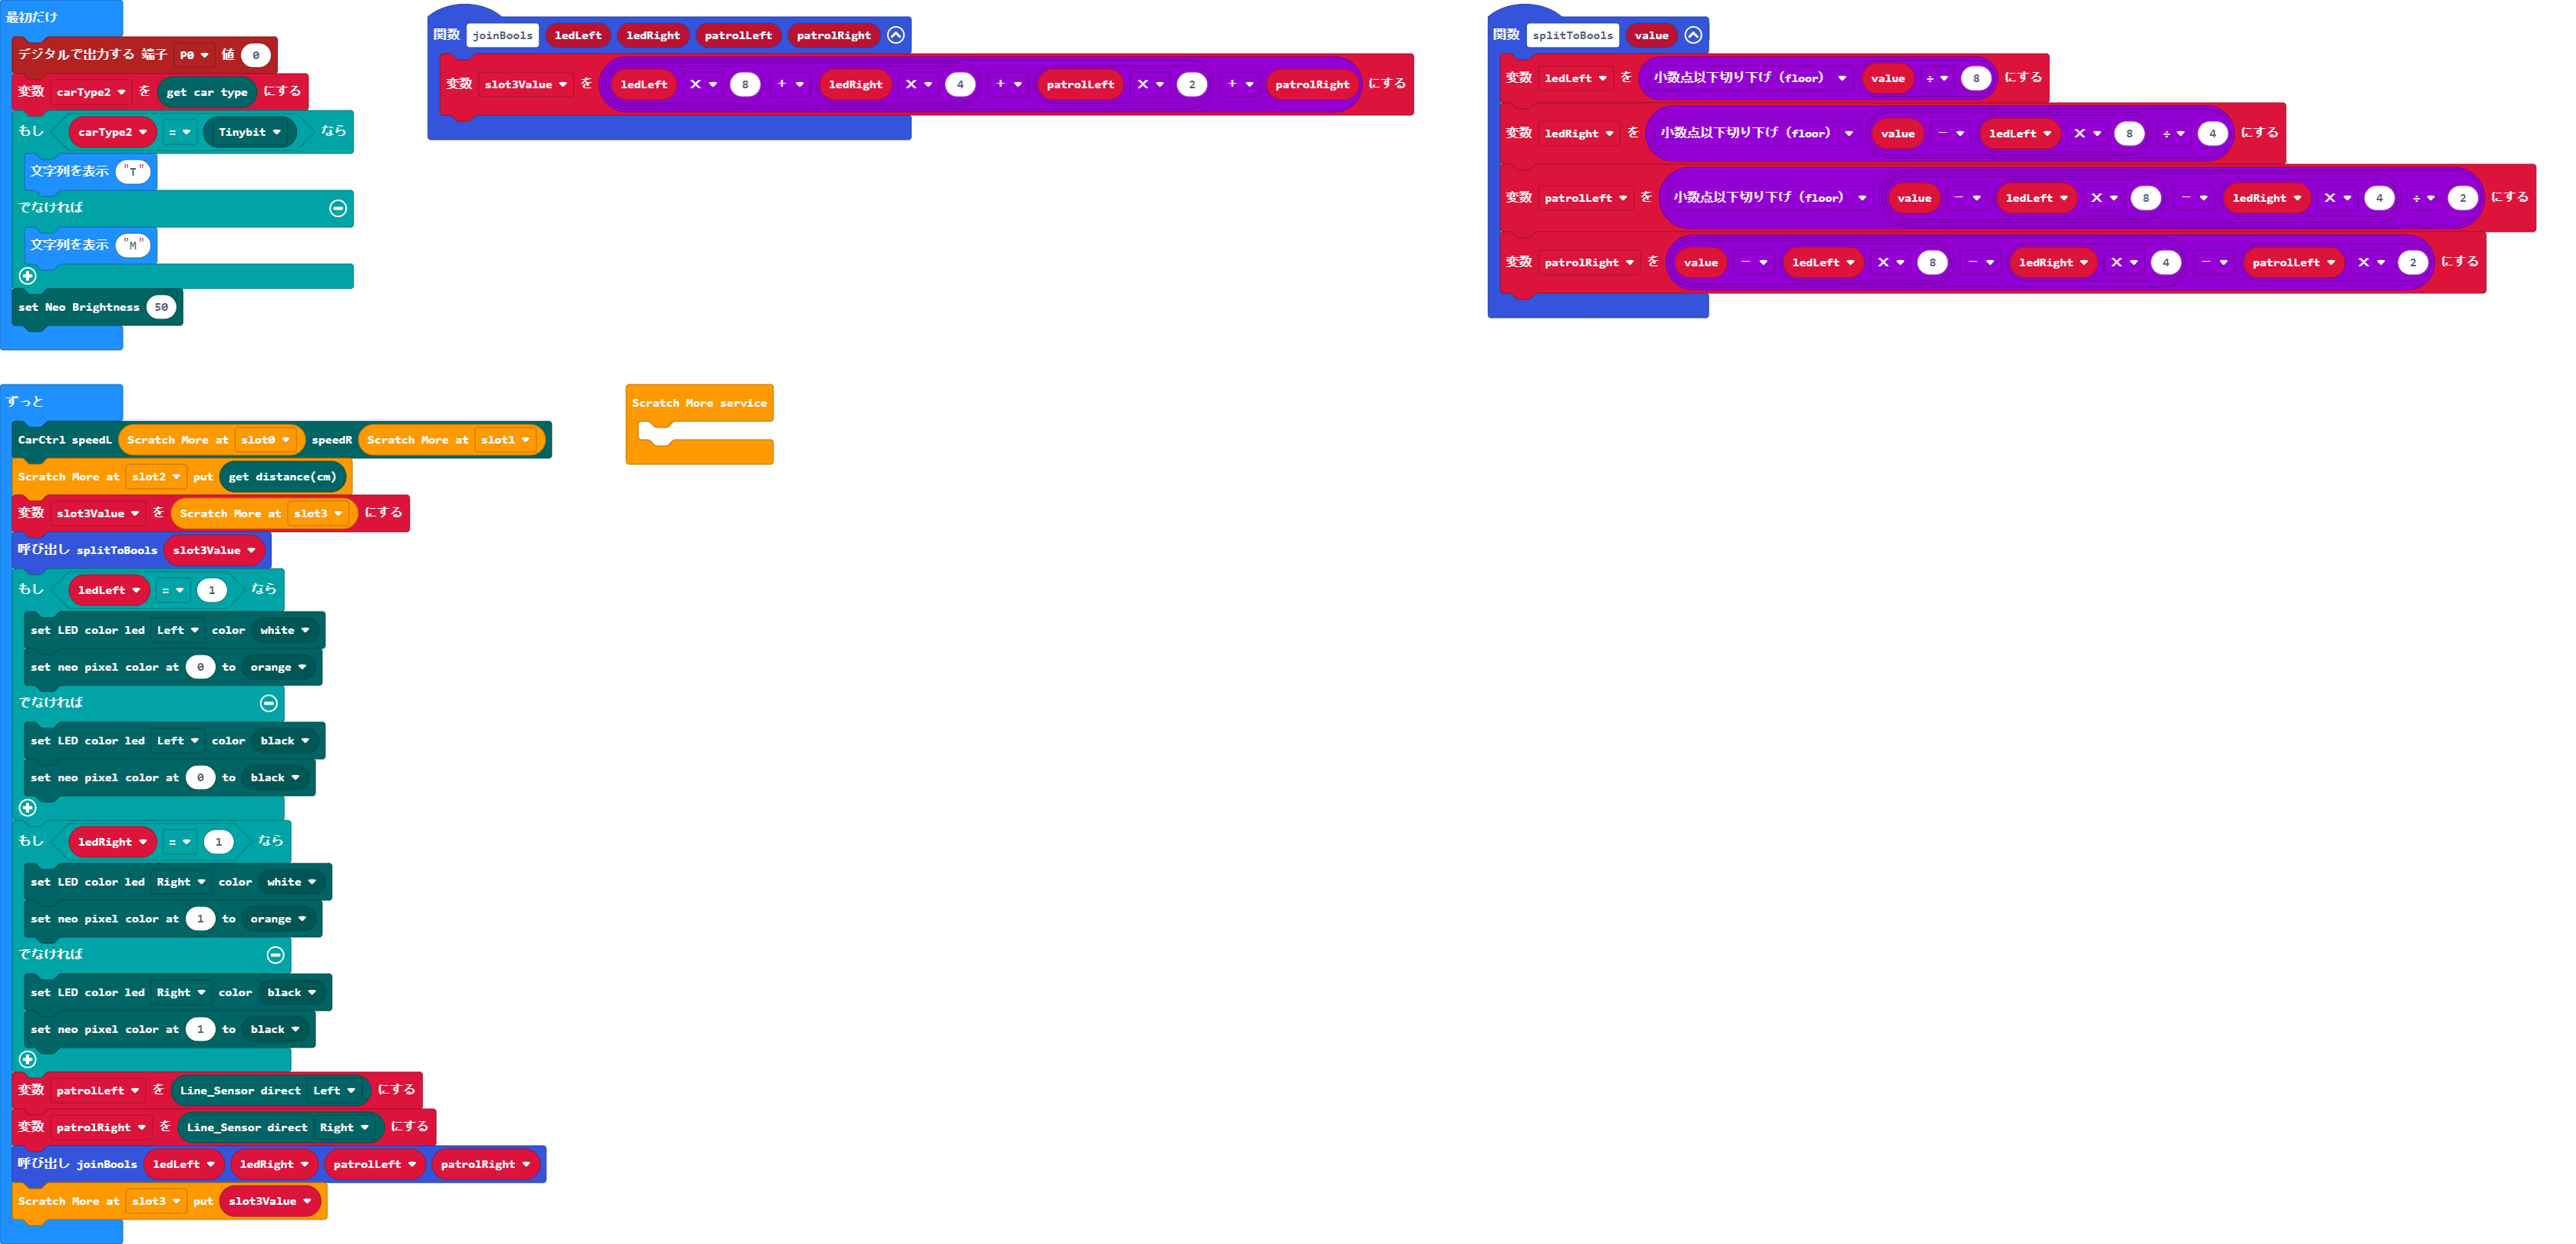 最初だけ
デジタルで出力する 端子 P0 値 0
変数 carType2 を get car type にする
もし carType2 = Tinybit なら
文字列を表示 "T"
でなければ
文字列を表示 "M"
set Neo Brightness 50
関数 joinBools ledLeft ledRight patrolLeft patrolRight
変数 slot3Value を ledLeft × 8 + ledRight × 4 + patrolLeft × 2 + patrolRight にする
関数 splitToBools value
変数 ledLeft を 小数点以下切り下げ (floor) value ÷ 8 にする
変数 ledRight を 小数点以下切り下げ (floor) value - ledLeft × 8 ÷ 4 にする
変数 patrolLeft を 小数点以下切り下げ (floor) value - ledLeft × 8 - ledRight × 4 ÷ 2 にする
変数 patrolRight を value - ledLeft × 8 - ledRight × 4 - patrolLeft × 2 にする
ずっと
CarCtrl speedL Scratch More at slot0 speedR Scratch More at slot1
Scratch More at slot2 put get distance(cm)
変数 slot3Value を Scratch More at slot3 にする
呼び出し splitToBools slot3Value
もし ledLeft = 1 なら
set LED color led Left color white
set neo pixel color at 0 to orange
でなければ
set LED color led Left color black
set neo pixel color at 0 to black
もし ledRight = 1 なら
set LED color led Right color white
set neo pixel color at 1 to orange
でなければ
set LED color led Right color black
set neo pixel color at 1 to black
変数 patrolLeft を Line_Sensor direct Left にする
変数 patrolRight を Line_Sensor direct Right にする
呼び出し joinBools ledLeft ledRight patrolLeft patrolRight
Scratch More at slot3 put slot3Value
Scratch More service